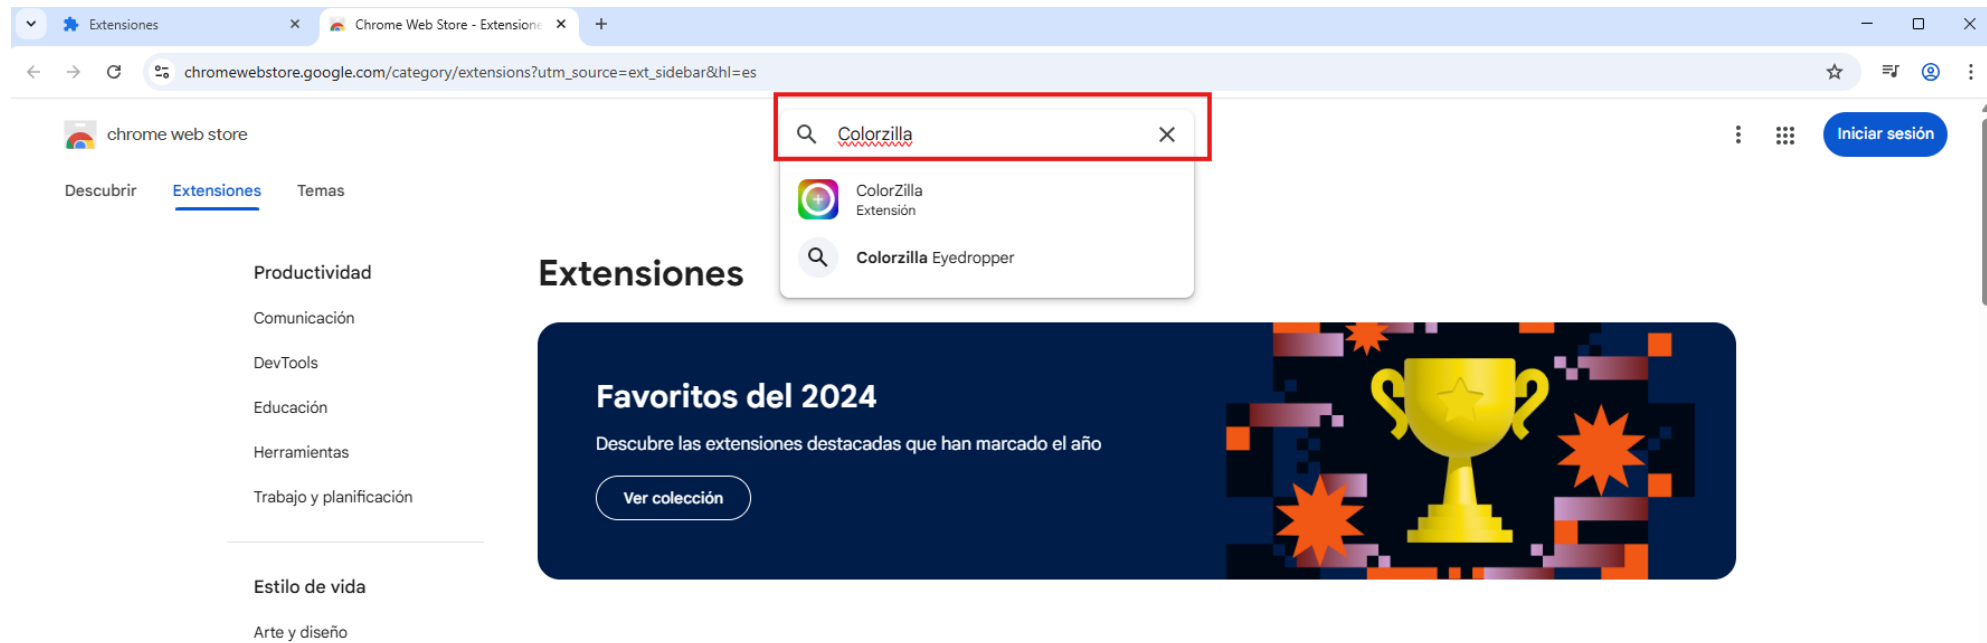 Extensiones
Chrome Web Store - Extensione
chromewebstore.google.com/category/extensions?utm_source=ext_sidebar&hl=es
chrome web store
Colorzilla
Iniciar sesión
Descubrir
Extensiones
Temas
ColorZilla
Extensión
Colorzilla Eyedropper
Productividad
Comunicación
DevTools
Educación
Herramientas
Trabajo y planificación
Estilo de vida
Arte y diseño
Extensiones
Favoritos del 2024
Descubre las extensiones destacadas que han marcado el año
Ver colección